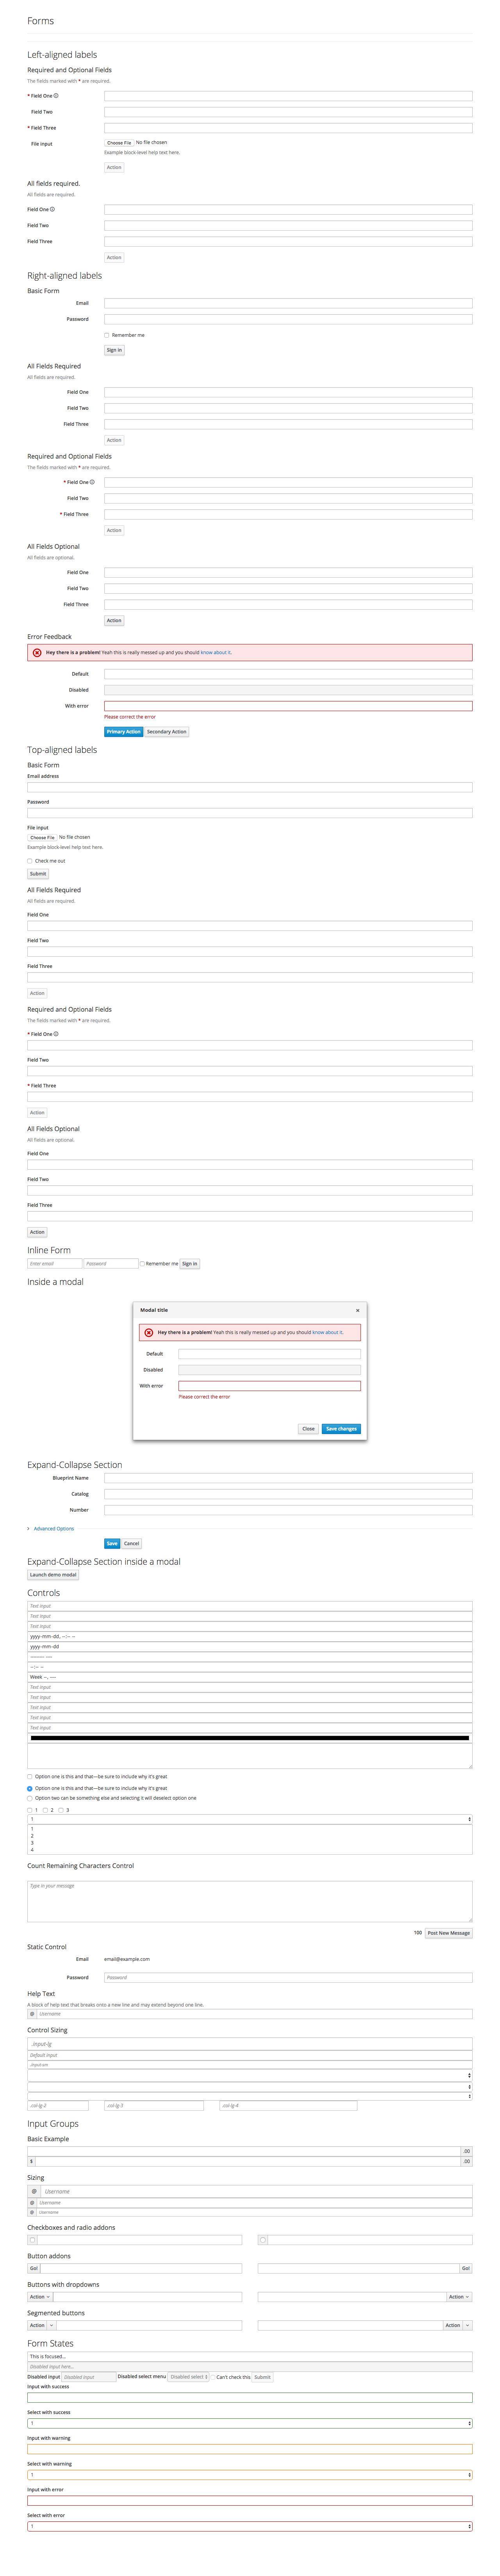 Forms
Left-aligned labels
Required and Optional Fields
The fields marked with * are required.
* Field One
Field Two
* Field Three
File input Choose File No file chosen
Example block-level help text here.
Action
All fields required.
All fields are required.
Field One
Field Two
Field Three
Action
Right-aligned labels
Basic Form
Email
Password
Remember me
Sign in
All Fields Required
All fields are required.
Field One
Field Two
Field Three
Action
Required and Optional Fields
The fields marked with * are required.
* Field One
Field Two
* Field Three
Action
All Fields Optional
All fields are optional.
Field One
Field Two
Field Three
Action
Error Feedback
Hey there is a problem! Yeah this is really messed up and you should know about it.
Default
Disabled
With error
Please correct the error
Primary Action Secondary Action
Top-aligned labels
Basic Form
Email address
Password
File input
Choose File No file chosen
Example block-level help text here.
Check me out
Submit
All Fields Required
All fields are required.
Field One
Field Two
Field Three
Action
Required and Optional Fields
The fields marked with * are required.
* Field One
Field Two
* Field Three
Action
All Fields Optional
All fields are optional.
Field One
Field Two
Field Three
Action
Inline Form
Enter email Password Remember me Sign in
Inside a modal
Modal title ×
Hey there is a problem! Yeah this is really messed up and you should know about it.
Default
Disabled
With error
Please correct the error
Close Save changes
Expand-Collapse Section
Blueprint Name
Catalog
Number
Advanced Options
Save Cancel
Expand-Collapse Section inside a modal
Launch demo modal
Controls
Text input
Text input
Text input
yyyy-mm-dd, --:-- --
yyyy-mm-dd
--------- ----
--:-- --
Week --, ----
Text input
Text input
Text input
Text input
Text input
Option one is this and that—be sure to include why it's great
Option one is this and that—be sure to include why it's great
Option two can be something else and selecting it will deselect option one
1 2 3
1
1
2
3
4
Count Remaining Characters Control
Type in your message
100 Post New Message
Static Control
Email email@example.com
Password Password
Help Text
A block of help text that breaks onto a new line and may extend beyond one line.
@ Username
Control Sizing
.input-lg
Default input
.input-sm
.col-lg-2 .col-lg-3 .col-lg-4
Input Groups
Basic Example
.00
$ .00
Sizing
@ Username
@ Username
@ Username
Checkboxes and radio addons
Button addons
Go! Go!
Buttons with dropdowns
Action Action
Segmented buttons
Action Action
Form States
This is focused...
Disabled input here...
Disabled input Disabled input Disabled select menu Disabled select Can't check this Submit
Input with success
Select with success
1
Input with warning
Select with warning
1
Input with error
Select with error
1